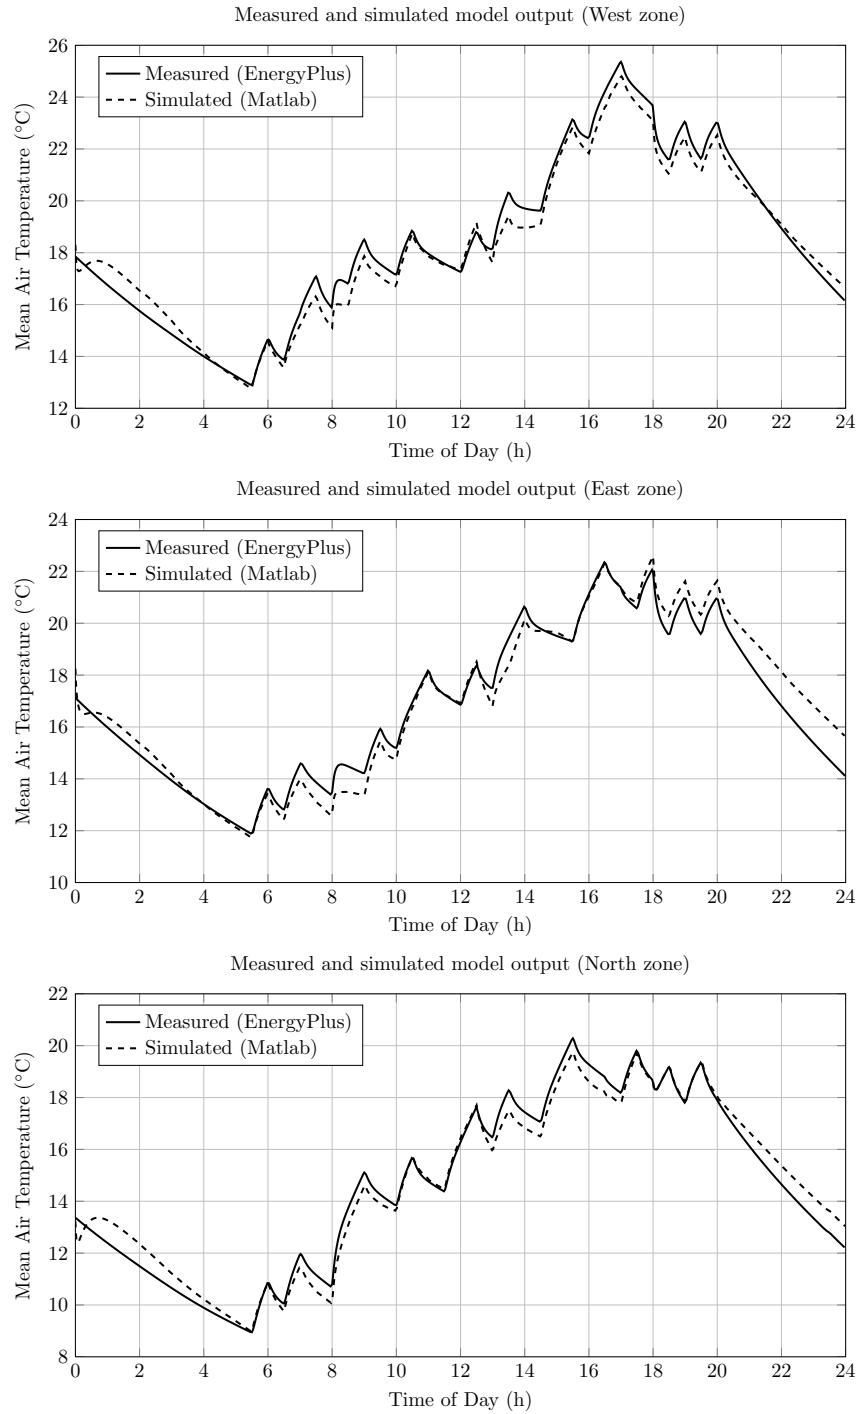 Measured and simulated model output (West zone)
26
24
22
20
18
16
14
12
Mean Air Temperature (°C)
Measured (EnergyPlus)
Simulated (Matlab)
0 2 4 6 8 10 12 14 16 18 20 22 24
Time of Day (h)
Measured and simulated model output (East zone)
24
22
20
18
16
14
12
10
Mean Air Temperature (°C)
Measured (EnergyPlus)
Simulated (Matlab)
0 2 4 6 8 10 12 14 16 18 20 22 24
Time of Day (h)
Measured and simulated model output (North zone)
22
20
18
16
14
12
10
8
Mean Air Temperature (°C)
Measured (EnergyPlus)
Simulated (Matlab)
0 2 4 6 8 10 12 14 16 18 20 22 24
Time of Day (h)